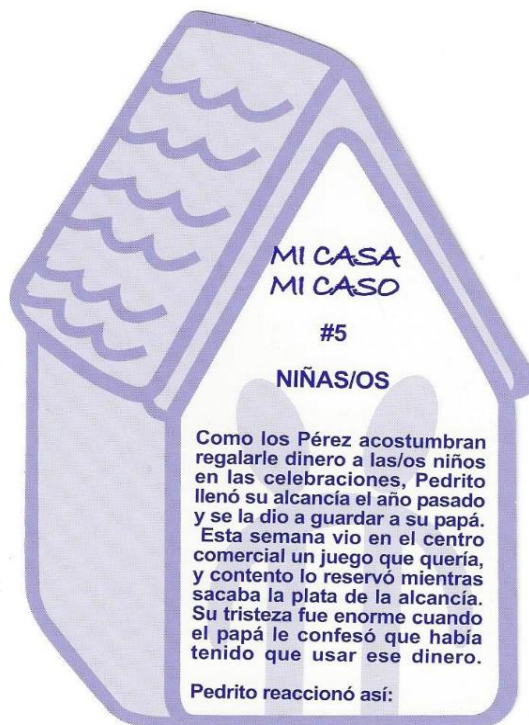 MI CASA
MI CASO
#5
NIÑAS/OS
Como los Pérez acostumbran
regalarle dinero a las/os niños
en las celebraciones, Pedrito
llenó su alcancía el año pasado
y se la dio a guardar a su papá.
Esta semana vio en el centro
comercial un juego que quería,
y contento lo reservó mientras
sacaba la plata de la alcancía.
Su tristeza fue enorme cuando
el papá le confesó que había
tenido que usar ese dinero.
Pedrito reaccionó así: